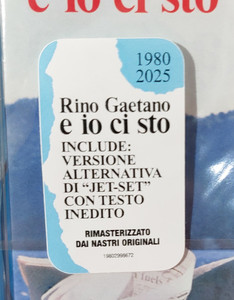 e io ci sto
1980
2025
Rino Gaetano
e io ci sto
INCLUDE:
VERSIONE
ALTERNATIVA
DI “JET-SET”
CON TESTO
INEDITO
RIMASTERIZZATO
DAI NASTRI ORIGINALI